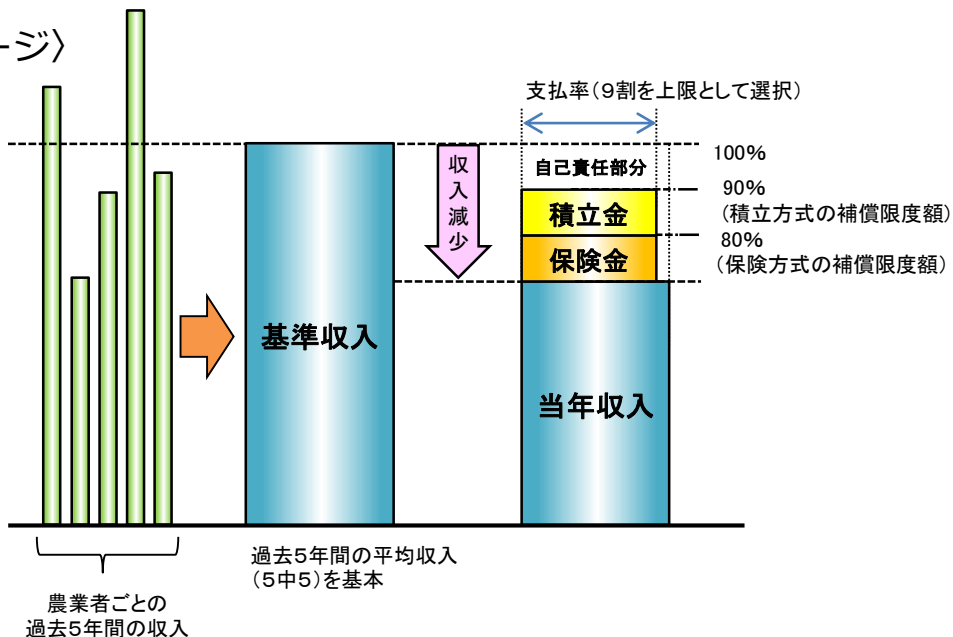 ージ〉
支払率(9割を上限として選択)
100%
自己責任部分
90%
(積立方式の補償限度額)
積立金
80%
(保険方式の補償限度額)
保険金
収入減少
基準収入
当年収入
過去5年間の平均収入
(5中5)を基本
農業者ごとの
過去5年間の収入